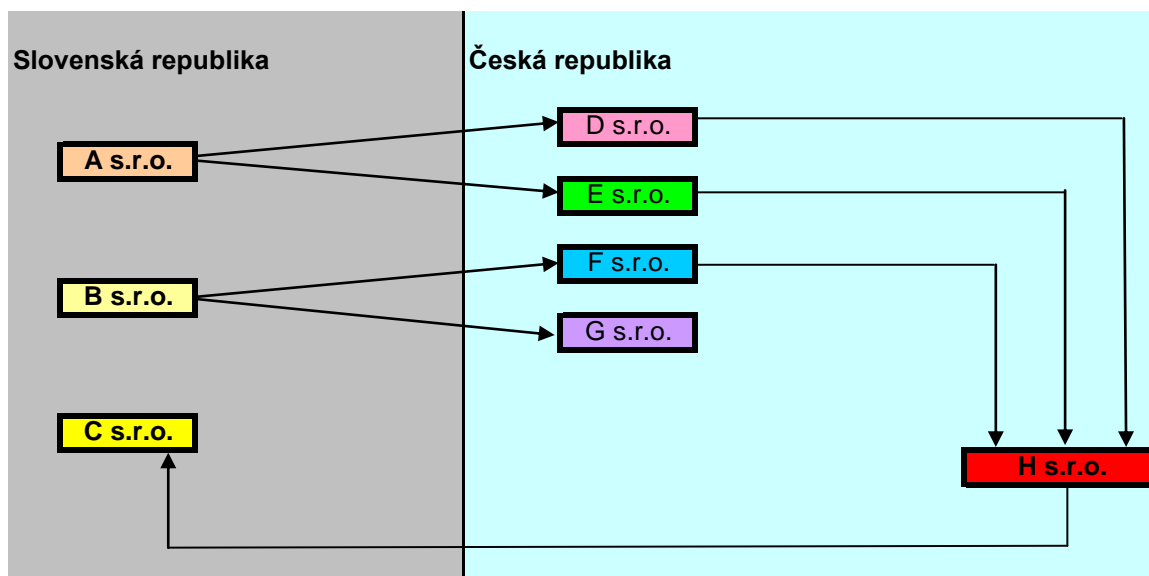 Slovenská republika
Česká republika
A s.r.o.
B s.r.o.
C s.r.o.
D s.r.o.
E s.r.o.
F s.r.o.
G s.r.o.
H s.r.o.